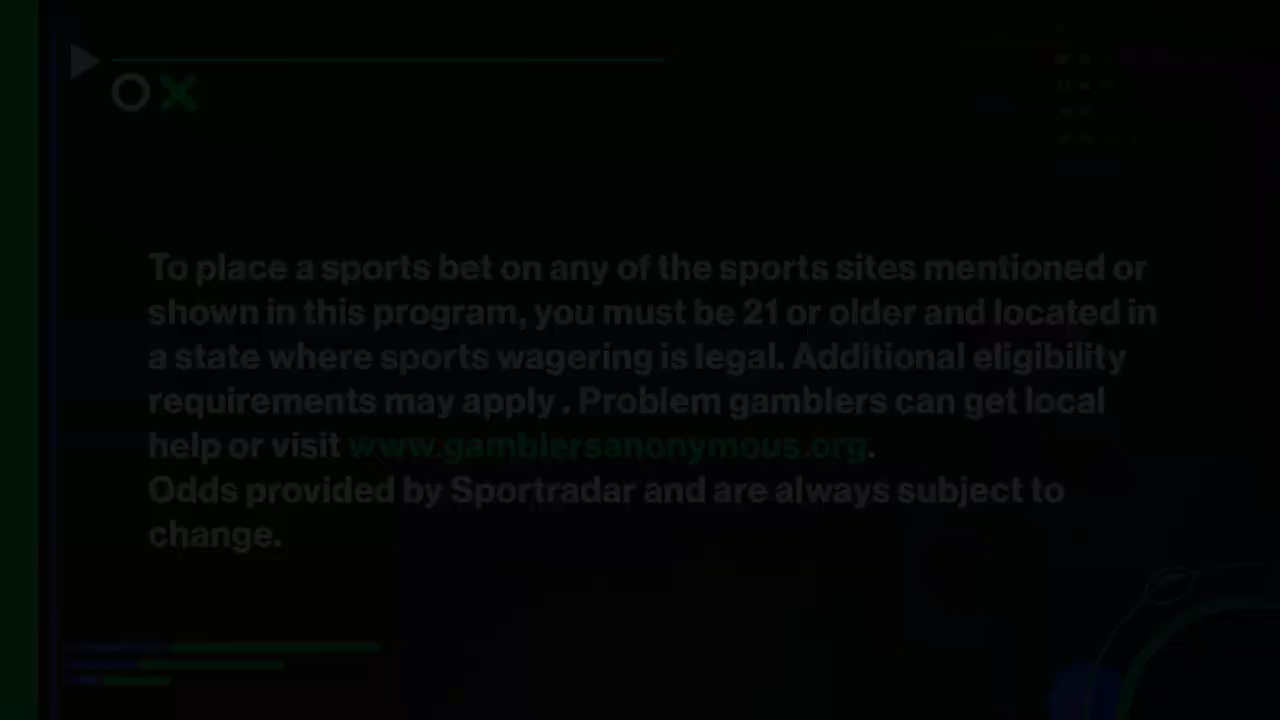 To place a sports bet on any of the sports sites mentioned or
shown in this program, you must be 21 or older and located in
a state where sports wagering is legal. Additional eligibility
requirements may apply . Problem gamblers can get local
help or visit www.gamblersanonymous.org.
Odds provided by Sportradar and are always subject to
change.